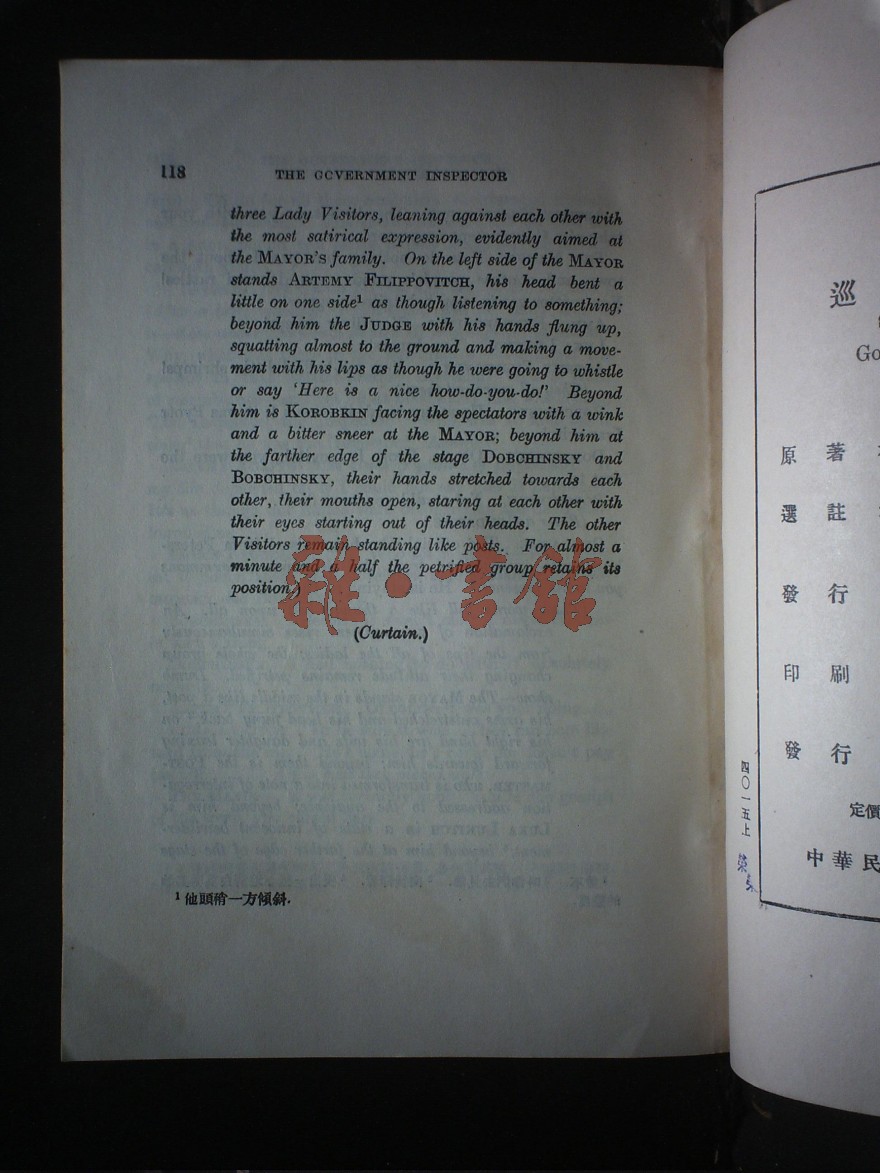 118 THE GOVERNMENT INSPECTOR
three Lady Visitors, leaning against each other with
the most satirical expression, evidently aimed at
the MAYOR'S family. On the left side of the MAYOR
stands ARTEMY FILIPPOVITCH, his head bent a
little on one side¹ as though listening to something;
beyond him the JUDGE with his hands flung up,
squatting almost to the ground and making a move-
ment with his lips as though he were going to whistle
or say 'Here is a nice how-do-you-do!' Beyond
him is KOROBKIN facing the spectators with a wink
and a bitter sneer at the MAYOR; beyond him at
the farther edge of the stage DOBCHINSKY and
BOBCHINSKY, their hands stretched towards each
other, their mouths open, staring at each other with
their eyes starting out of their heads. The other
Visitors remain standing like posts. For almost a
minute and a half the petrified group retains its
position.)
(Curtain.)
¹ 他頭稍一方傾斜.
雜•書館
巡
Go
原著
選註
發行
印刷
發行
定價
中華民
四〇一五上